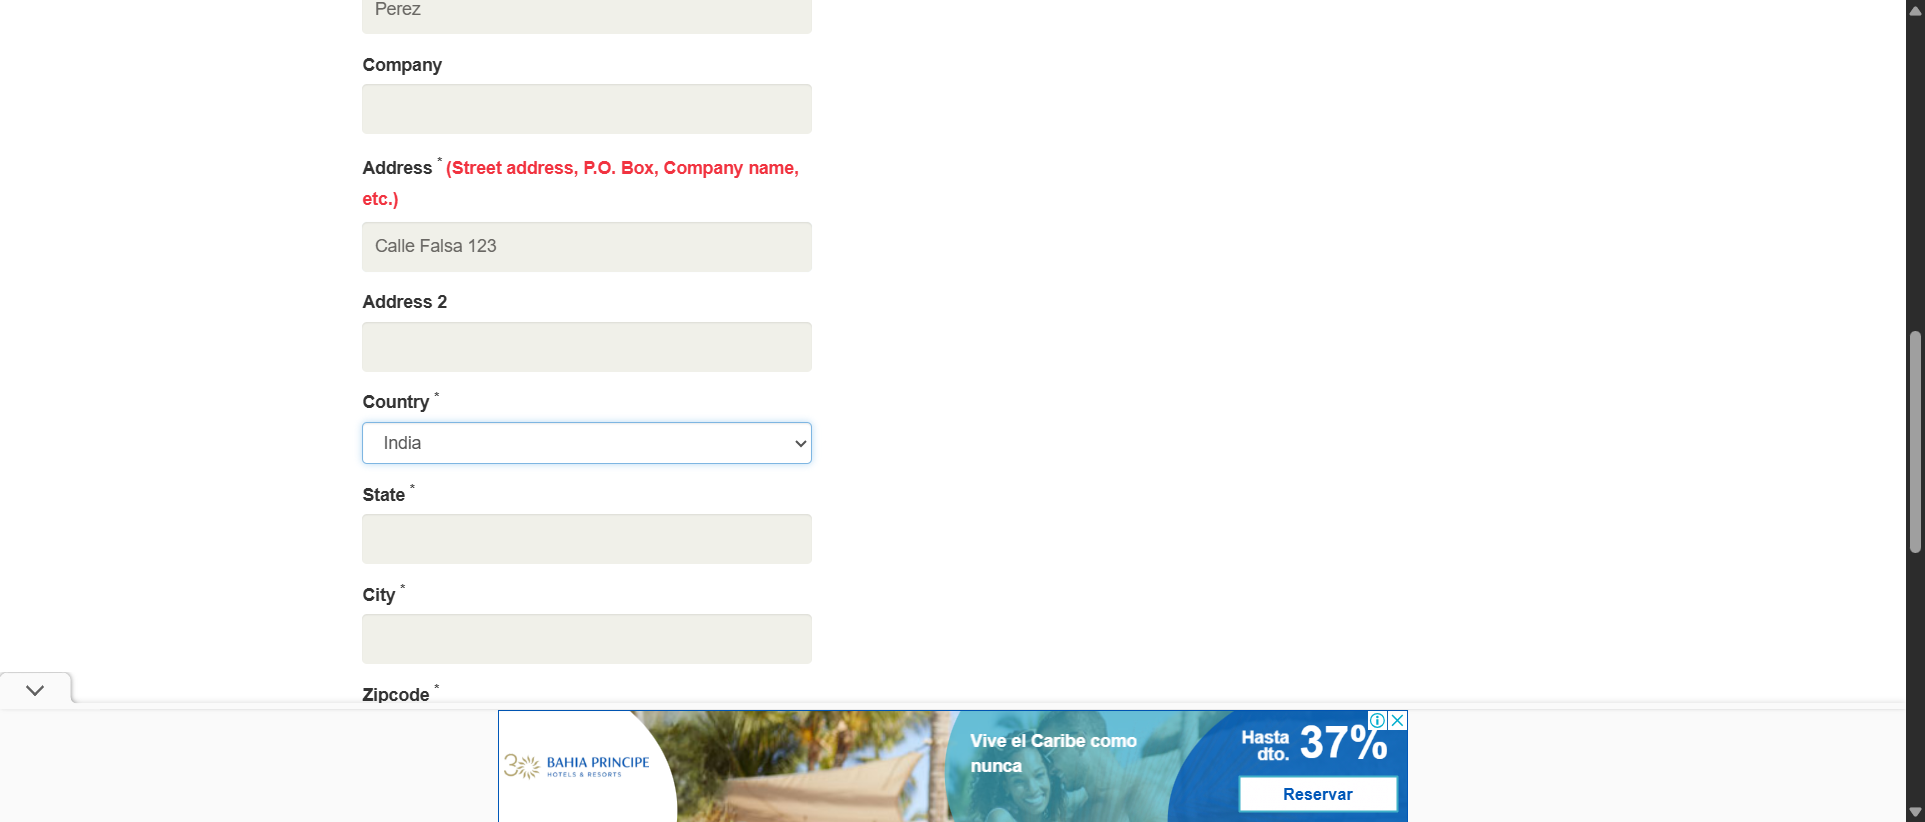 Perez
Company
Address * (Street address, P.O. Box, Company name,
etc.)
Calle Falsa 123
Address 2
Country *
India
State *
City *
Zipcode *
30 BAHIA PRINCIPE
HOTELS & RESORTS
Vive el Caribe como
nunca
Hasta
dto. 37%
Reservar